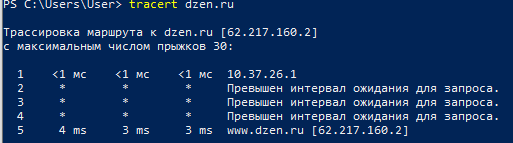 PS C:\Users\User> tracert dzen.ru
Трассировка маршрута к dzen.ru [62.217.160.2]
с максимальным числом прыжков 30:
1 <1 мс <1 мс <1 мс 10.37.26.1
2 * * * Превышен интервал ожидания для запроса.
3 * * * Превышен интервал ожидания для запроса.
4 * * * Превышен интервал ожидания для запроса.
5 4 ms 3 ms 3 ms www.dzen.ru [62.217.160.2]